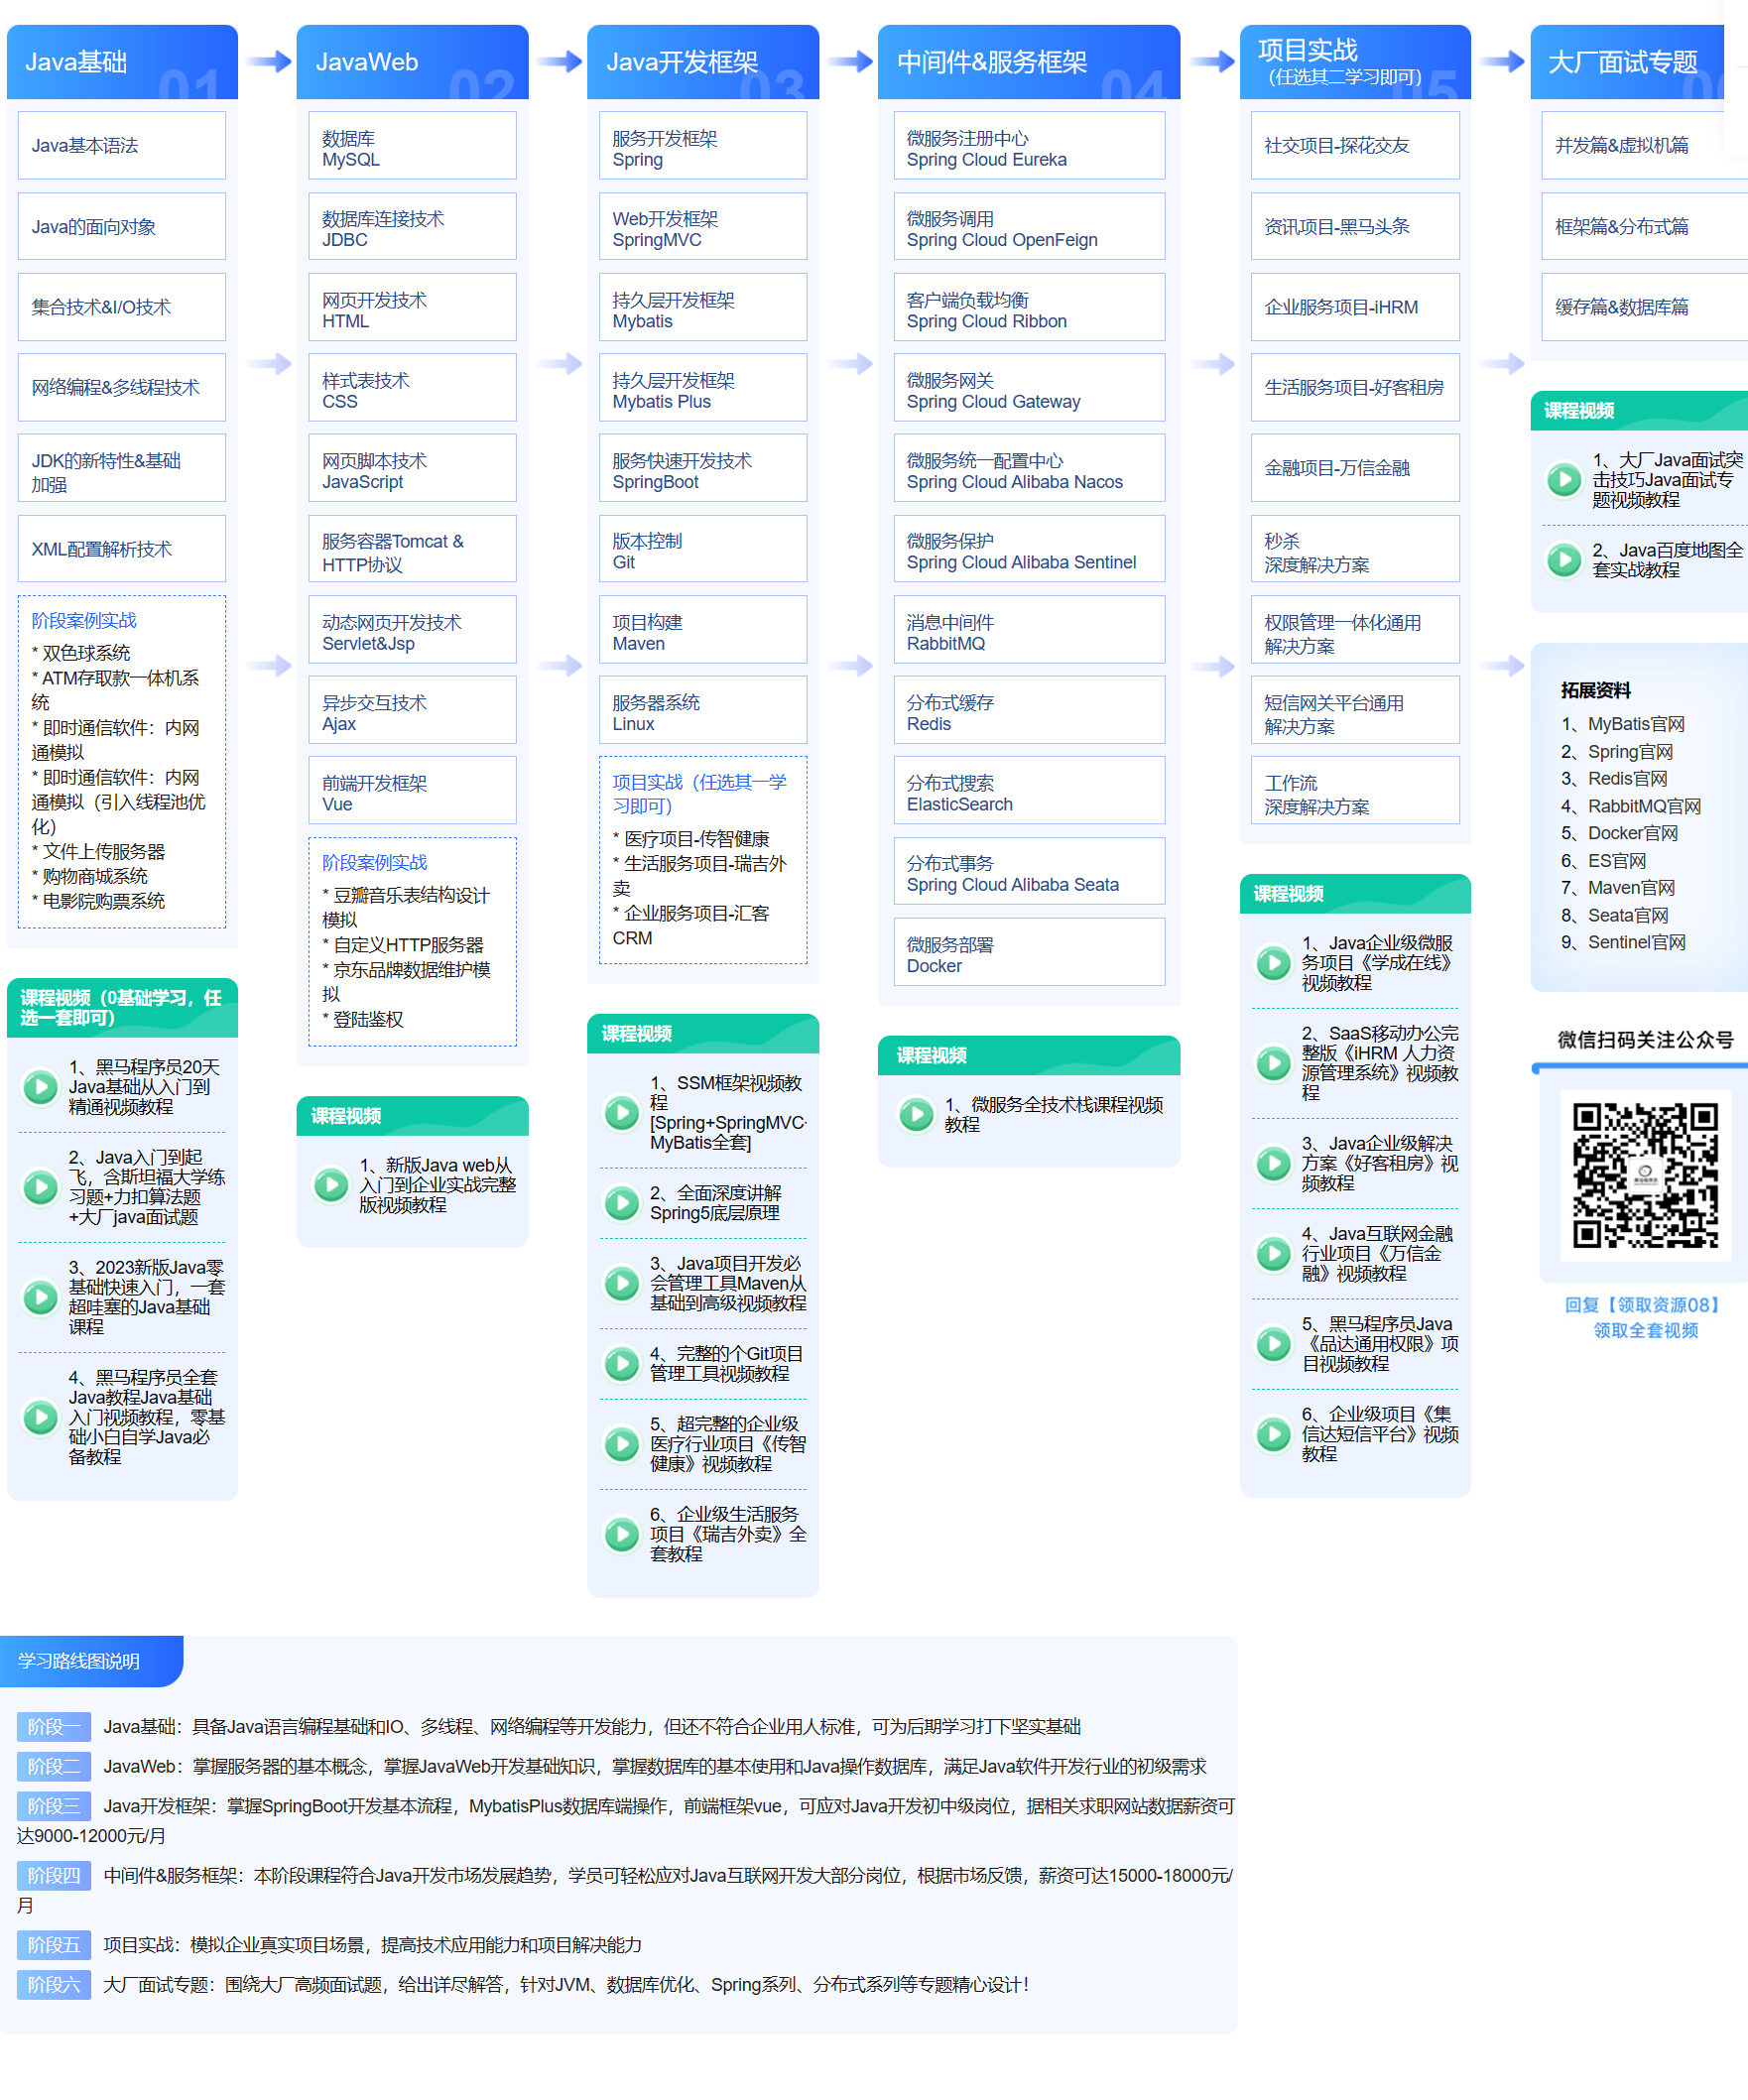 Java基础
01
Java基本语法
Java的面向对象
集合技术&I/O技术
网络编程&多线程技术
JDK的新特性&基础
加强
XML配置解析技术
阶段案例实战
* 双色球系统
* ATM存取款一体机系
统
* 即时通信软件：内网
通模拟
* 即时通信软件：内网
通模拟（引入线程池优
化）
* 文件上传服务器
* 购物商城系统
* 电影院购票系统
课程视频（0基础学习，任
选一套即可）
1、黑马程序员20天
Java基础从入门到
精通视频教程
2、Java入门到起
飞，含斯坦福大学练
习题+力扣算法题
+大厂java面试题
3、2023新版Java零
基础快速入门，一套
超哇塞的Java基础
课程
4、黑马程序员全套
Java教程Java基础
入门视频教程，零基
础小白自学Java必
备教程
JavaWeb
02
数据库
MySQL
数据库连接技术
JDBC
网页开发技术
HTML
样式表技术
CSS
网页脚本技术
JavaScript
服务容器Tomcat &
HTTP协议
动态网页开发技术
Servlet&Jsp
异步交互技术
Ajax
前端开发框架
Vue
阶段案例实战
* 豆瓣音乐表结构设计
模拟
* 自定义HTTP服务器
* 京东品牌数据维护模
拟
* 登陆鉴权
课程视频
1、新版Java web从
入门到企业实战完整
版视频教程
Java开发框架
03
服务开发框架
Spring
Web开发框架
SpringMVC
持久层开发框架
Mybatis
持久层开发框架
Mybatis Plus
服务快速开发技术
SpringBoot
版本控制
Git
项目构建
Maven
服务器系统
Linux
项目实战（任选其一学
习即可）
* 医疗项目-传智健康
* 生活服务项目-瑞吉外
卖
* 企业服务项目-汇客
CRM
课程视频
1、SSM框架视频教
程
[Spring+SpringMVC·
MyBatis全套]
2、全面深度讲解
Spring5底层原理
3、Java项目开发必
会管理工具Maven从
基础到高级视频教程
4、完整的个Git项目
管理工具视频教程
5、超完整的企业级
医疗行业项目《传智
健康》视频教程
6、企业级生活服务
项目《瑞吉外卖》全
套教程
中间件&服务框架
04
微服务注册中心
Spring Cloud Eureka
微服务调用
Spring Cloud OpenFeign
客户端负载均衡
Spring Cloud Ribbon
微服务网关
Spring Cloud Gateway
微服务统一配置中心
Spring Cloud Alibaba Nacos
微服务保护
Spring Cloud Alibaba Sentinel
消息中间件
RabbitMQ
分布式缓存
Redis
分布式搜索
ElasticSearch
分布式事务
Spring Cloud Alibaba Seata
微服务部署
Docker
课程视频
1、微服务全技术栈课程视频
教程
项目实战
（任选其二学习即可）
05
社交项目-探花交友
资讯项目-黑马头条
企业服务项目-iHRM
生活服务项目-好客租房
金融项目-万信金融
秒杀
深度解决方案
权限管理一体化通用
解决方案
短信网关平台通用
解决方案
工作流
深度解决方案
课程视频
1、Java企业级微服
务项目《学成在线》
视频教程
2、SaaS移动办公完
整版《iHRM 人力资
源管理系统》视频教
程
3、Java企业级解决
方案《好客租房》视
频教程
4、Java互联网金融
行业项目《万信金
融》视频教程
5、黑马程序员Java
《品达通用权限》项
目视频教程
6、企业级项目《集
信达短信平台》视频
教程
大厂面试专题
并发篇&虚拟机篇
框架篇&分布式篇
缓存篇&数据库篇
课程视频
1、大厂Java面试突
击技巧Java面试专
题视频教程
2、Java百度地图全
套实战教程
拓展资料
1、MyBatis官网
2、Spring官网
3、Redis官网
4、RabbitMQ官网
5、Docker官网
6、ES官网
7、Maven官网
8、Seata官网
9、Sentinel官网
微信扫码关注公众号
回复【领取资源08】
领取全套视频
学习路线图说明
阶段一 Java基础：具备Java语言编程基础和IO、多线程、网络编程等开发能力，但还不符合企业用人标准，可为后期学习打下坚实基础
阶段二 JavaWeb：掌握服务器的基本概念，掌握JavaWeb开发基础知识，掌握数据库的基本使用和Java操作数据库，满足Java软件开发行业的初级需求
阶段三 Java开发框架：掌握SpringBoot开发基本流程，MybatisPlus数据库端操作，前端框架vue，可应对Java开发初中级岗位，据相关求职网站数据薪资可
达9000-12000元/月
阶段四 中间件&服务框架：本阶段课程符合Java开发市场发展趋势，学员可轻松应对Java互联网开发大部分岗位，根据市场反馈，薪资可达15000-18000元/
月
阶段五 项目实战：模拟企业真实项目场景，提高技术应用能力和项目解决能力
阶段六 大厂面试专题：围绕大厂高频面试题，给出详尽解答，针对JVM、数据库优化、Spring系列、分布式系列等专题精心设计！